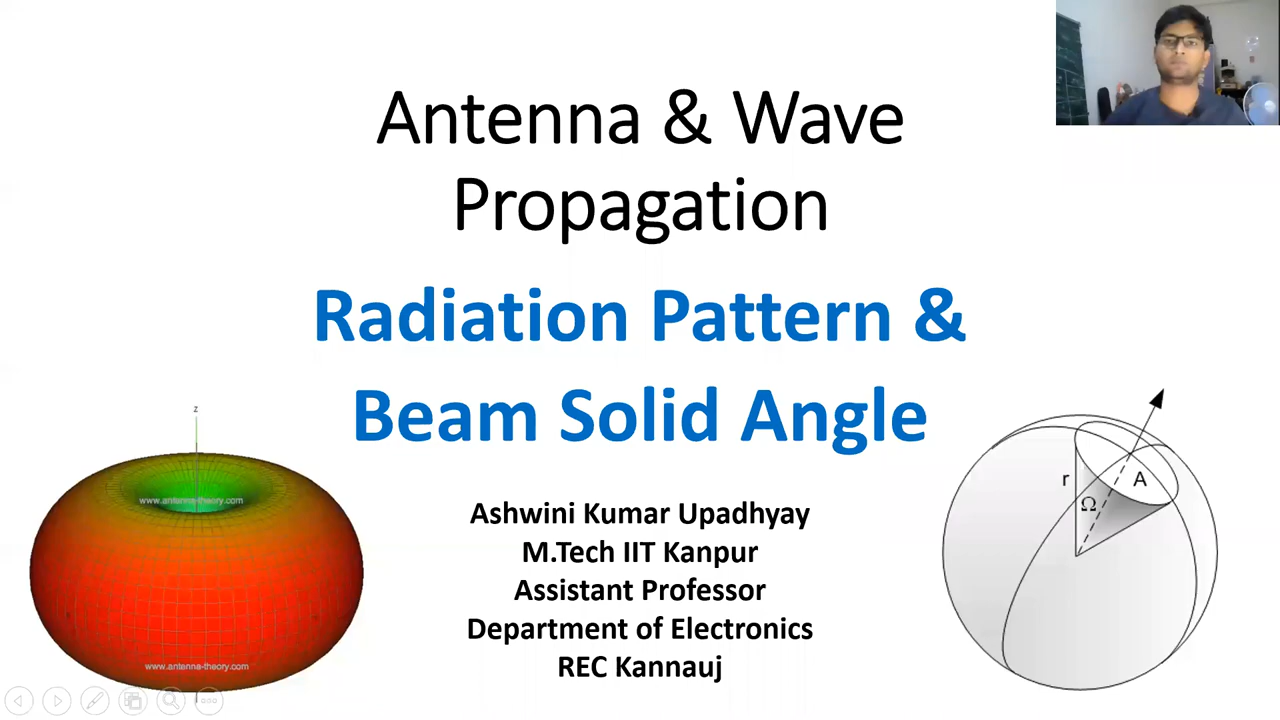 Antenna & Wave
Propagation
Radiation Pattern &
Beam Solid Angle
Ashwini Kumar Upadhyay
M.Tech IIT Kanpur
Assistant Professor
Department of Electronics
REC Kannauj
z
www.antenna-theory.com
www.antenna-theory.com
r
Ω
A